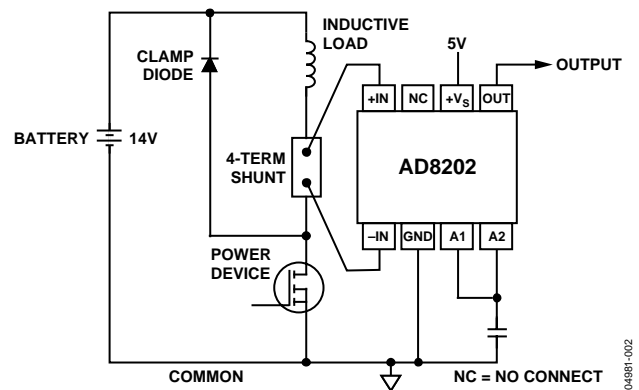 INDUCTIVE
LOAD
CLAMP
DIODE
5V
OUTPUT
+IN NC +VS OUT
BATTERY 14V
4-TERM
SHUNT
AD8202
–IN GND A1 A2
POWER
DEVICE
COMMON
NC = NO CONNECT
04981-002